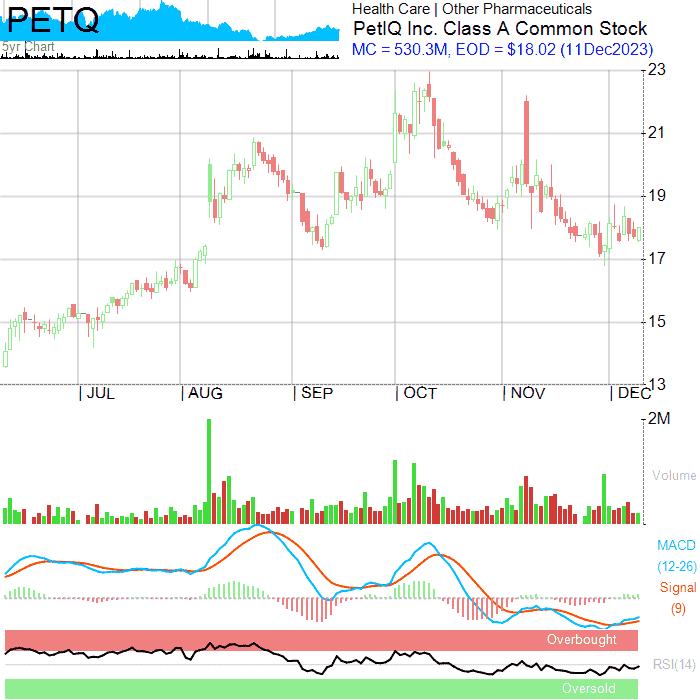 PETQ
5yr Chart
Health Care | Other Pharmaceuticals
PetIQ Inc. Class A Common Stock
MC = 530.3M, EOD = $18.02 (11Dec2023)
23
21
19
17
15
13
| JUL | AUG | SEP | OCT | NOV | DEC
2M
Volume
MACD
(12-26)
Signal
(9)
Overbought
RSI(14)
Oversold